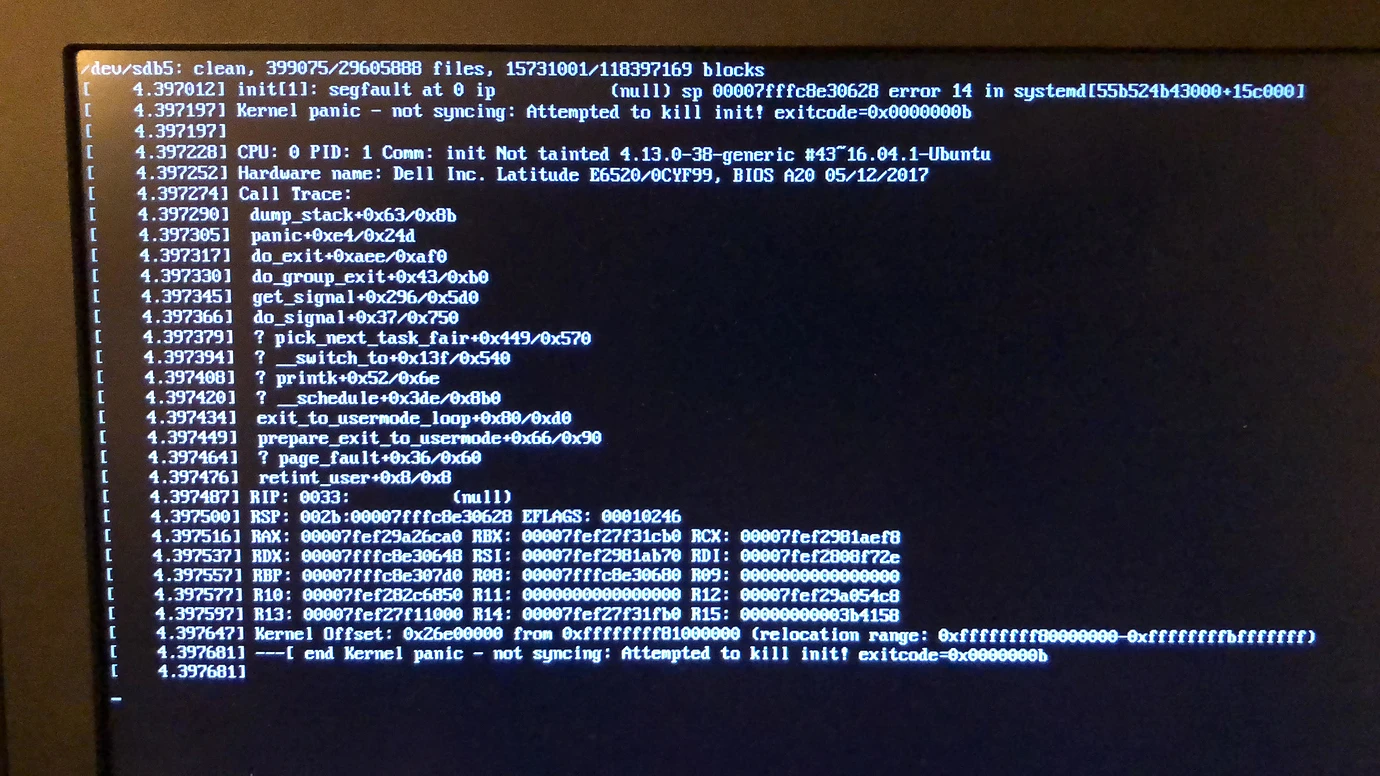 /dev/sdb5: clean, 399075/29605888 files, 15731001/118397169 blocks
[    4.397012] init[1]: segfault at 0 ip           (null) sp 00007fffc8e30628 error 14 in systemd[55b524b43000+15c000]
[    4.397197] Kernel panic - not syncing: Attempted to kill init! exitcode=0x0000000b
[    4.397197]
[    4.397228] CPU: 0 PID: 1 Comm: init Not tainted 4.13.0-38-generic #43~16.04.1-Ubuntu
[    4.397252] Hardware name: Dell Inc. Latitude E6520/0CYF99, BIOS A20 05/12/2017
[    4.397274] Call Trace:
[    4.397290]  dump_stack+0x63/0x8b
[    4.397305]  panic+0xe4/0x24d
[    4.397317]  do_exit+0xaee/0xaf0
[    4.397330]  do_group_exit+0x43/0xb0
[    4.397345]  get_signal+0x296/0x5d0
[    4.397366]  do_signal+0x37/0x750
[    4.397379]  ? pick_next_task_fair+0x449/0x570
[    4.397394]  ? __switch_to+0x13f/0x540
[    4.397408]  ? printk+0x52/0x6e
[    4.397420]  ? __schedule+0x3de/0x8b0
[    4.397434]  exit_to_usermode_loop+0x80/0xd0
[    4.397449]  prepare_exit_to_usermode+0x66/0x90
[    4.397464]  ? page_fault+0x36/0x60
[    4.397476]  retint_user+0x8/0x8
[    4.397487] RIP: 0033:          (null)
[    4.397500] RSP: 002b:00007fffc8e30628 EFLAGS: 00010246
[    4.397516] RAX: 00007fef29a26ca0 RBX: 00007fef27f31cb0 RCX: 00007fef2981aef8
[    4.397537] RDX: 00007fffc8e30648 RSI: 00007fef2981ab70 RDI: 00007fef2808f72e
[    4.397557] RBP: 00007fffc8e307d0 R08: 00007fffc8e30680 R09: 0000000000000000
[    4.397577] R10: 00007fef282c6850 R11: 0000000000000000 R12: 00007fef29a054c8
[    4.397597] R13: 00007fef27f11000 R14: 00007fef27f31fb0 R15: 00000000003b4158
[    4.397647] Kernel Offset: 0x26e00000 from 0xffffffff81000000 (relocation range: 0xffffffff80000000-0xffffffffbfffffff)
[    4.397681] ---[ end Kernel panic - not syncing: Attempted to kill init! exitcode=0x0000000b
[    4.397681]
_